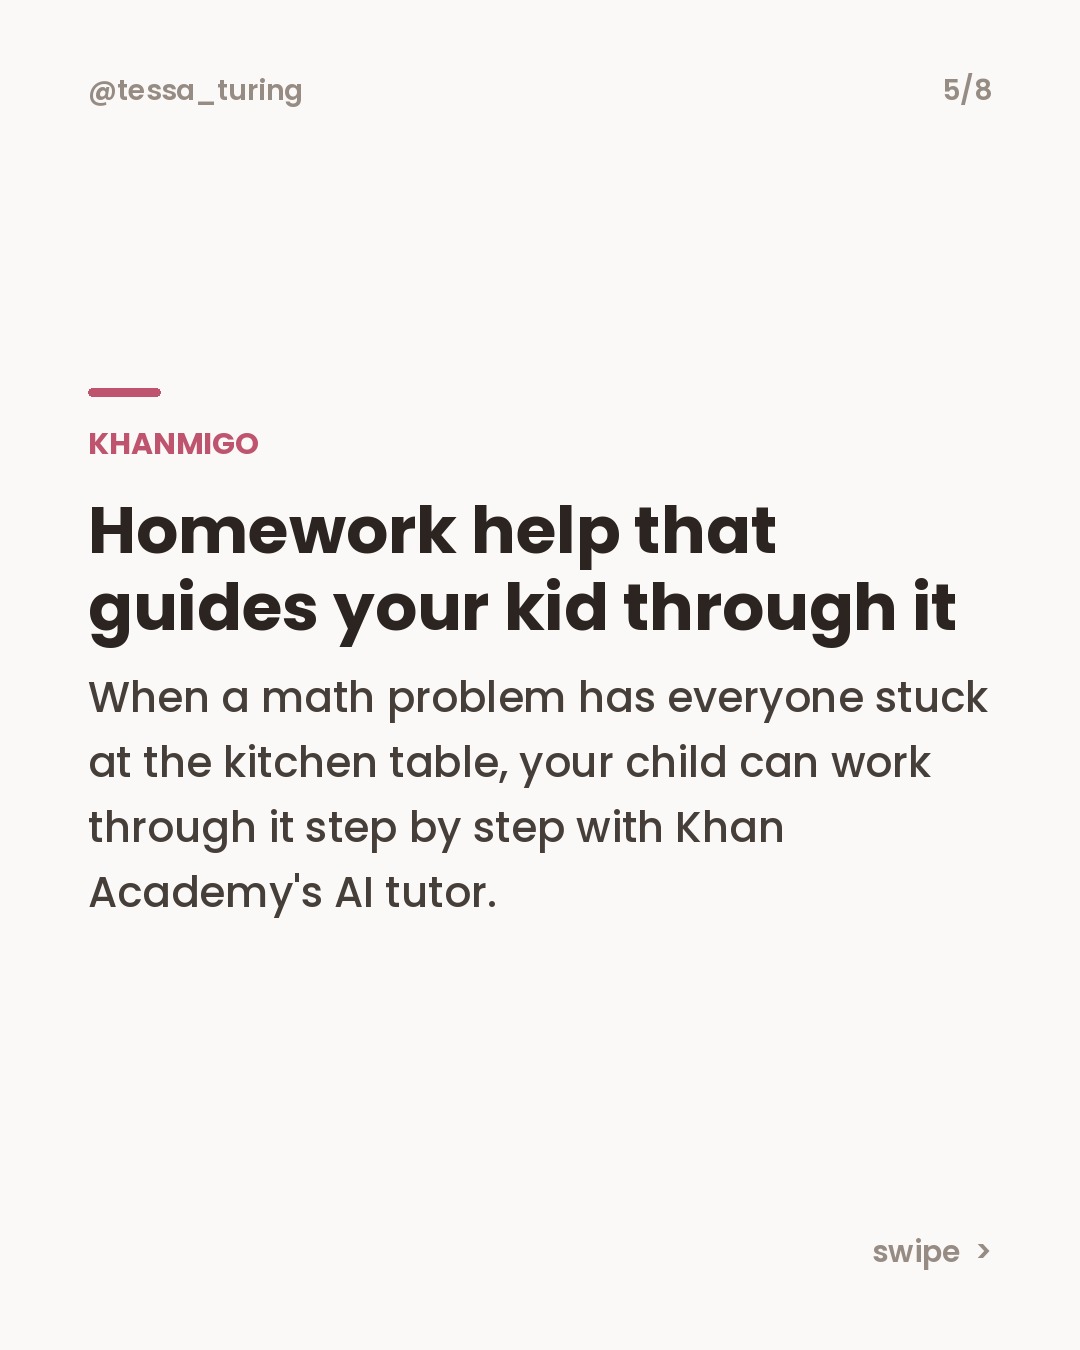 @tessa_turing
5/8
KHANMIGO
Homework help that
guides your kid through it
When a math problem has everyone stuck
at the kitchen table, your child can work
through it step by step with Khan
Academy's AI tutor.
swipe >